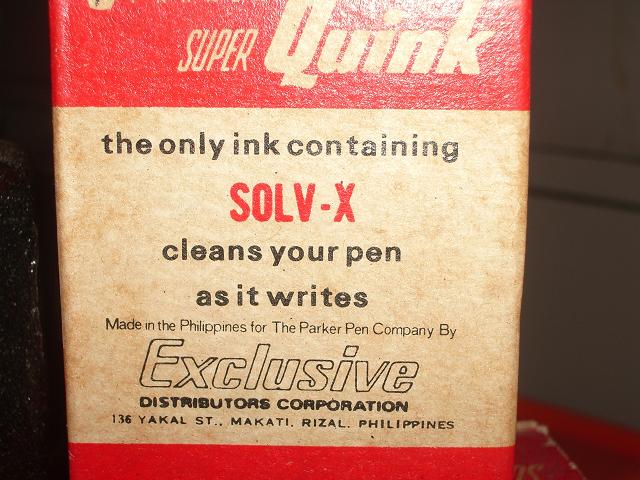 SUPER Quink
the only ink containing
SOLV-X
cleans your pen
as it writes
Made in the Philippines for The Parker Pen Company By
Exclusive
DISTRIBUTORS CORPORATION
136 YAKAL ST., MAKATI, RIZAL, PHILIPPINES